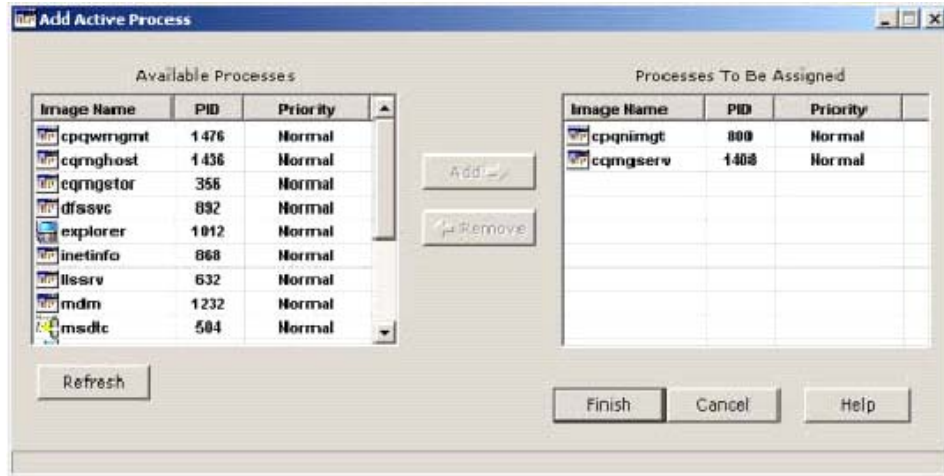 Add Active Process
Available Processes
Image Name PID Priority
cpqwmgmt 1476 Normal
cqmghost 1436 Normal
cqmgstor 356 Normal
dfssvc 892 Normal
explorer 1012 Normal
inetinfo 868 Normal
llssrv 632 Normal
mdm 1232 Normal
msdtc 504 Normal
Refresh
Add
Remove
Processes To Be Assigned
Image Name PID Priority
cpqnimgt 800 Normal
cqmgserv 1408 Normal
Finish Cancel Help